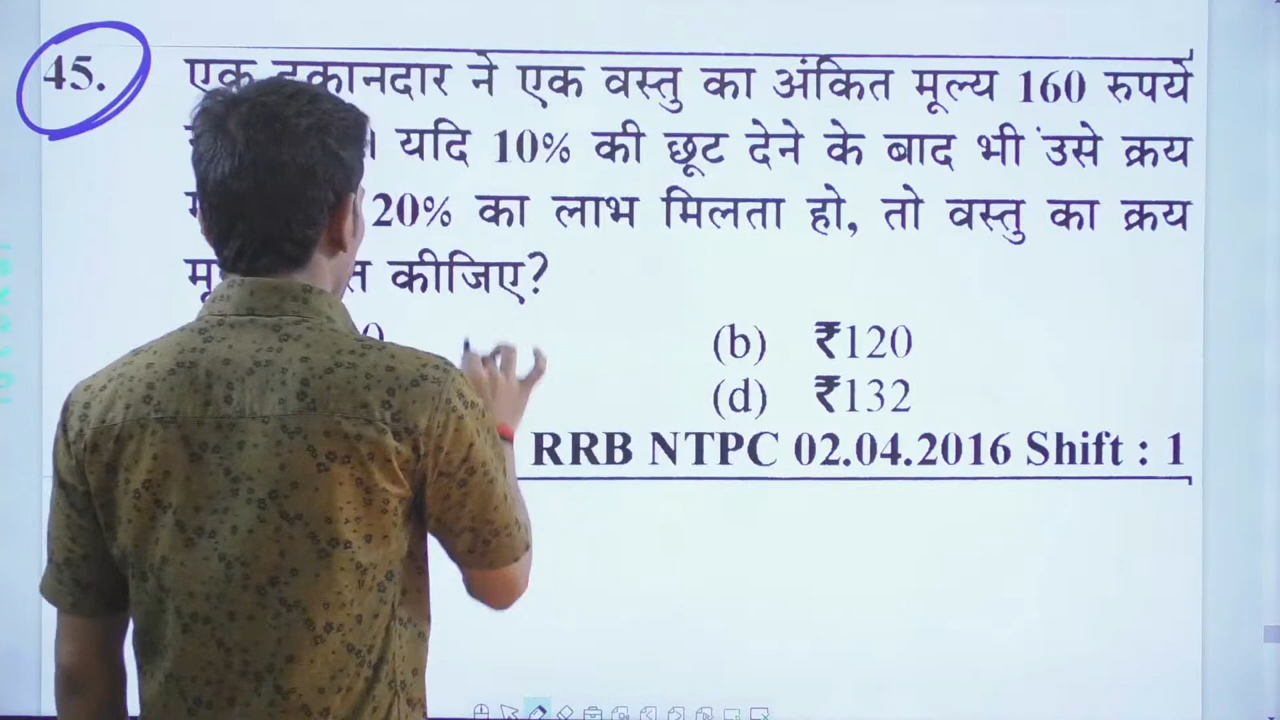 45. एक दुकानदार ने एक वस्तु का अंकित मूल्य 160 रुपये
यदि 10% की छूट देने के बाद भी उसे क्रय
20% का लाभ मिलता हो, तो वस्तु का क्रय
कीजिए?
(b) ₹120
(d) ₹132
RRB NTPC 02.04.2016 Shift : 1